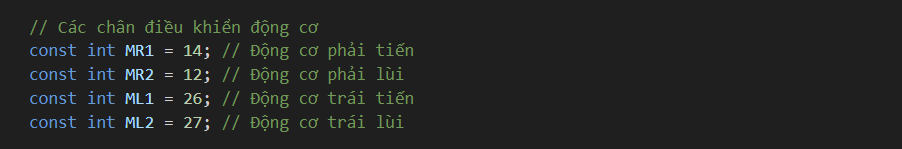 // Các chân điều khiển động cơ
const int MR1 = 14; // Động cơ phải tiến
const int MR2 = 12; // Động cơ phải lùi
const int ML1 = 26; // Động cơ trái tiến
const int ML2 = 27; // Động cơ trái lùi